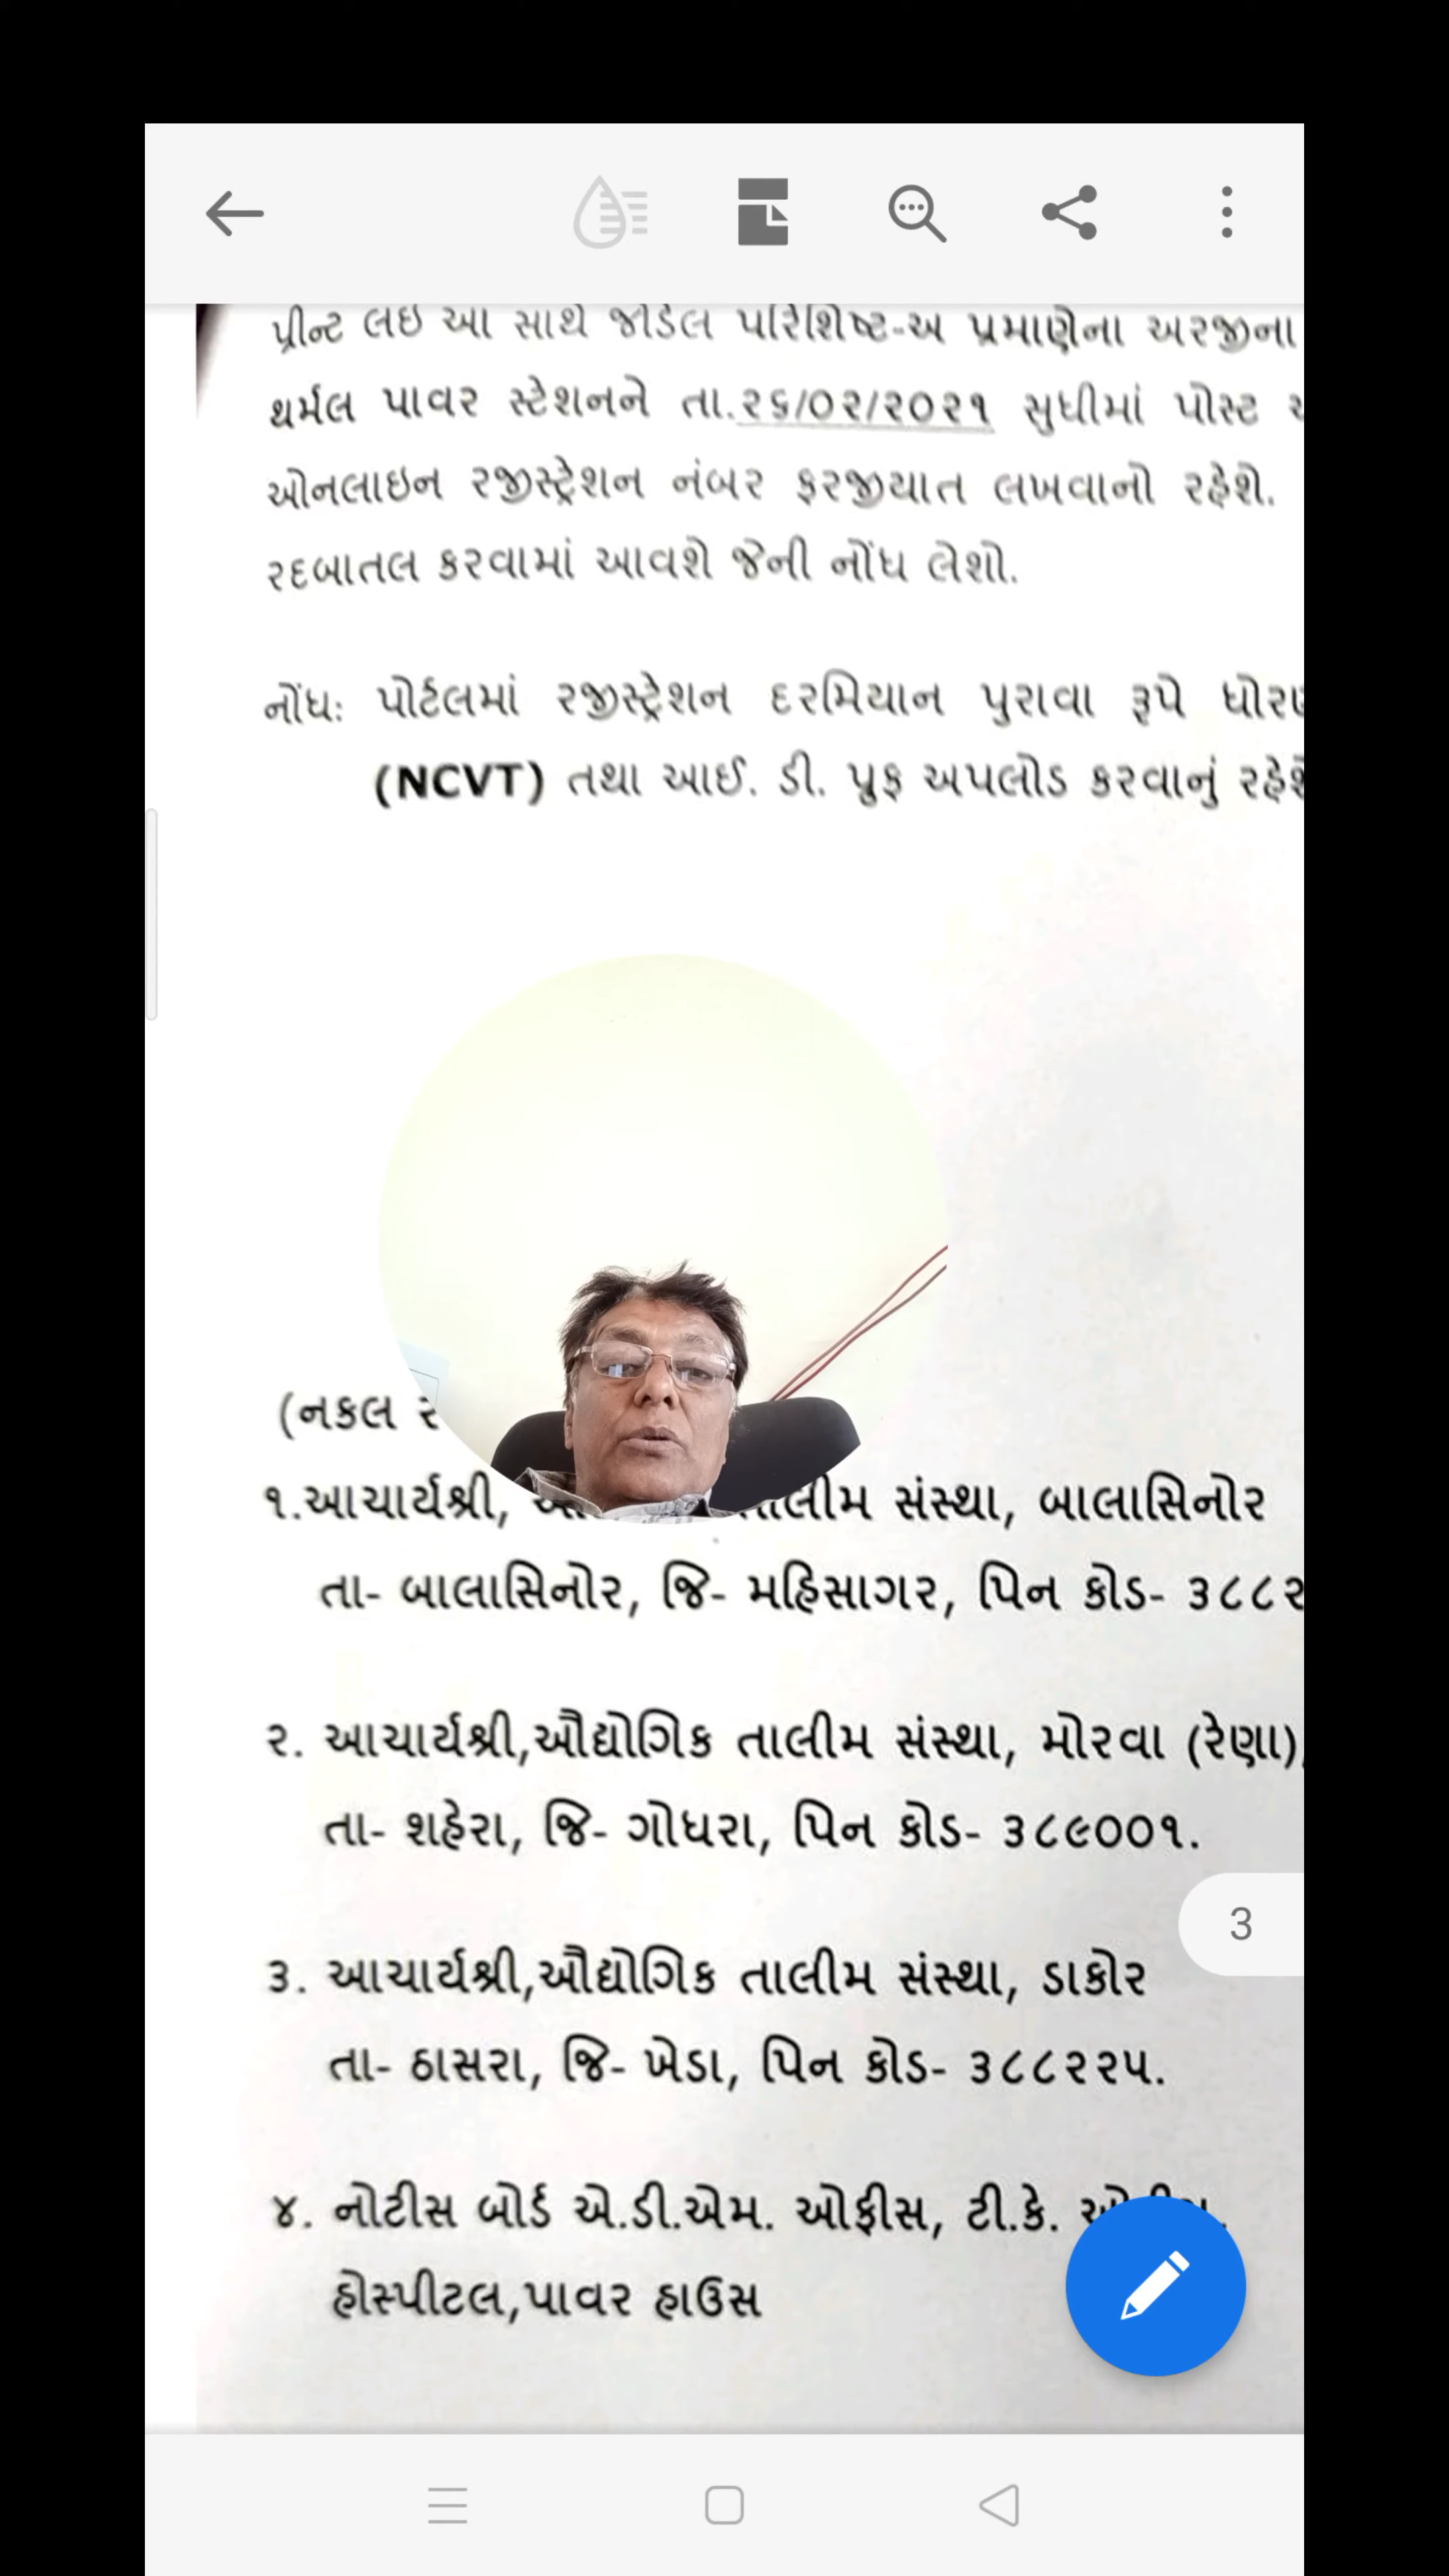 પ્રીન્ટ લઇ આ સાથે જોડેલ પરિશિષ્ટ-અ પ્રમાણેના અરજીના
થર્મલ પાવર સ્ટેશનને તા.૨૬/૦૨/૨૦૨૧ સુધીમાં પોસ્ટ
ઓનલાઇન રજીસ્ટ્રેશન નંબર ફરજીયાત લખવાનો રહેશે.
રદબાતલ કરવામાં આવશે જેની નોંધ લેશો.
નોંધ: પોર્ટલમાં રજીસ્ટ્રેશન દરમિયાન પુરાવા રૂપે
(NCVT) તથા આઈ. ડી. પ્રુફ અપલોડ કરવાનું
(નકલ
૧.આચાર્યશ્રી, તાલીમ સંસ્થા, બાલાસિનોર
તા- બાલાસિનોર, જિ- મહિસાગર, પિન કોડ- ૩૮૮૨
૨. આચાર્યશ્રી,ઔદ્યોગિક તાલીમ સંસ્થા, મોરવા (રેણા),
તા- શહેરા, જિ- ગોધરા, પિન કોડ- ૩૮૯૦૦૧.
3
૩. આચાર્યશ્રી,ઔદ્યોગિક તાલીમ સંસ્થા, ડાકોર
તા- ઠાસરા, જિ- ખેડા, પિન કોડ- ૩૮૮૨૨૫.
૪. નોટીસ બોર્ડ એ.ડી.એમ. ઓફીસ, ટી.કે.
હોસ્પીટલ,પાવર હાઉસ